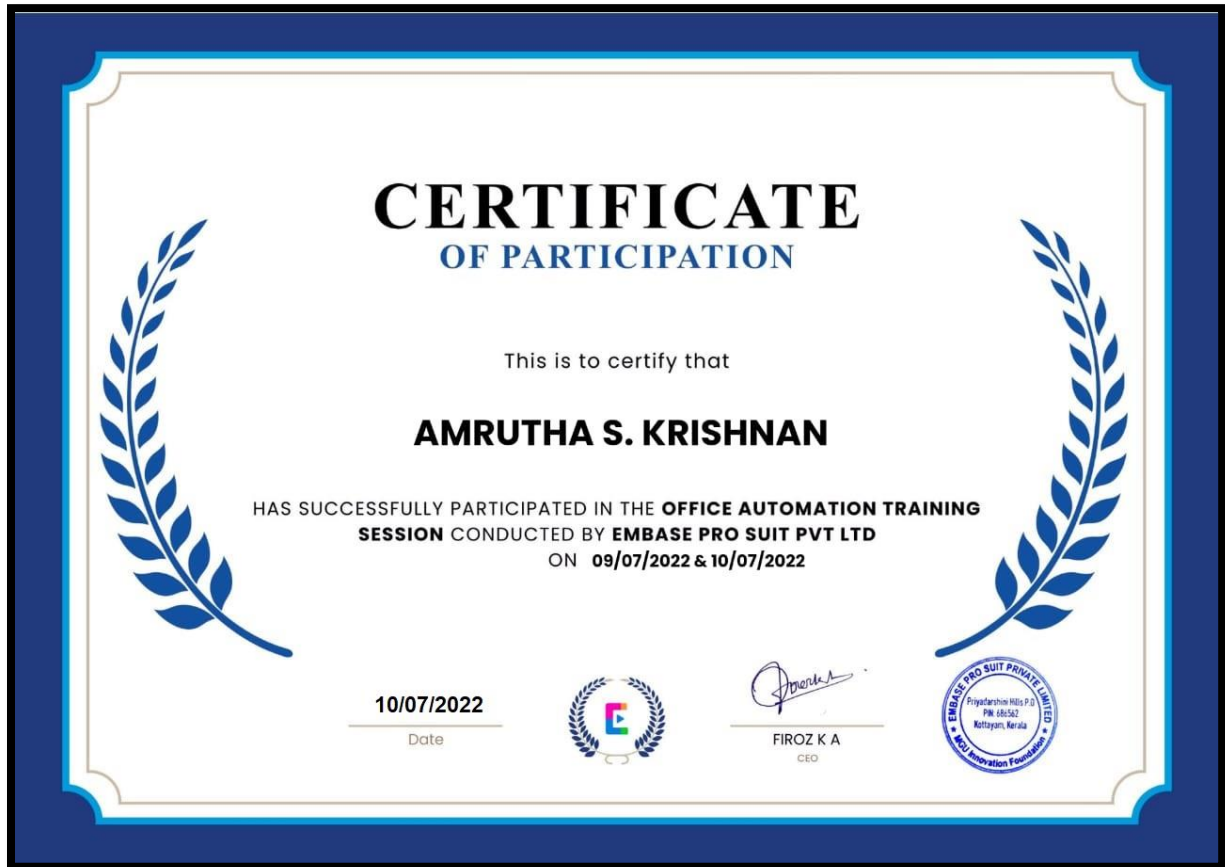 CERTIFICATE
OF PARTICIPATION
This is to certify that
AMRUTHA S. KRISHNAN
HAS SUCCESSFULLY PARTICIPATED IN THE OFFICE AUTOMATION TRAINING
SESSION CONDUCTED BY EMBASE PRO SUIT PVT LTD
ON 09/07/2022 & 10/07/2022
10/07/2022
Date
FIROZ K A
CEO
EMBASE PRO SUIT PRIVATE LIMITED
Priyadarshini Hills P.O
PIN: 686562
Kottayam, Kerala
MGU Innovation Foundation